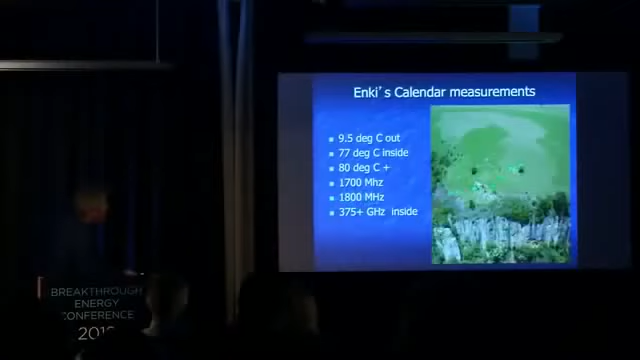 Enki's Calendar measurements
9.5 deg C out
77 deg C inside
80 deg C +
1700 Mhz
1800 MHz
375+ GHz inside
BREAKTHROUGH
ENERGY
CONFERENCE